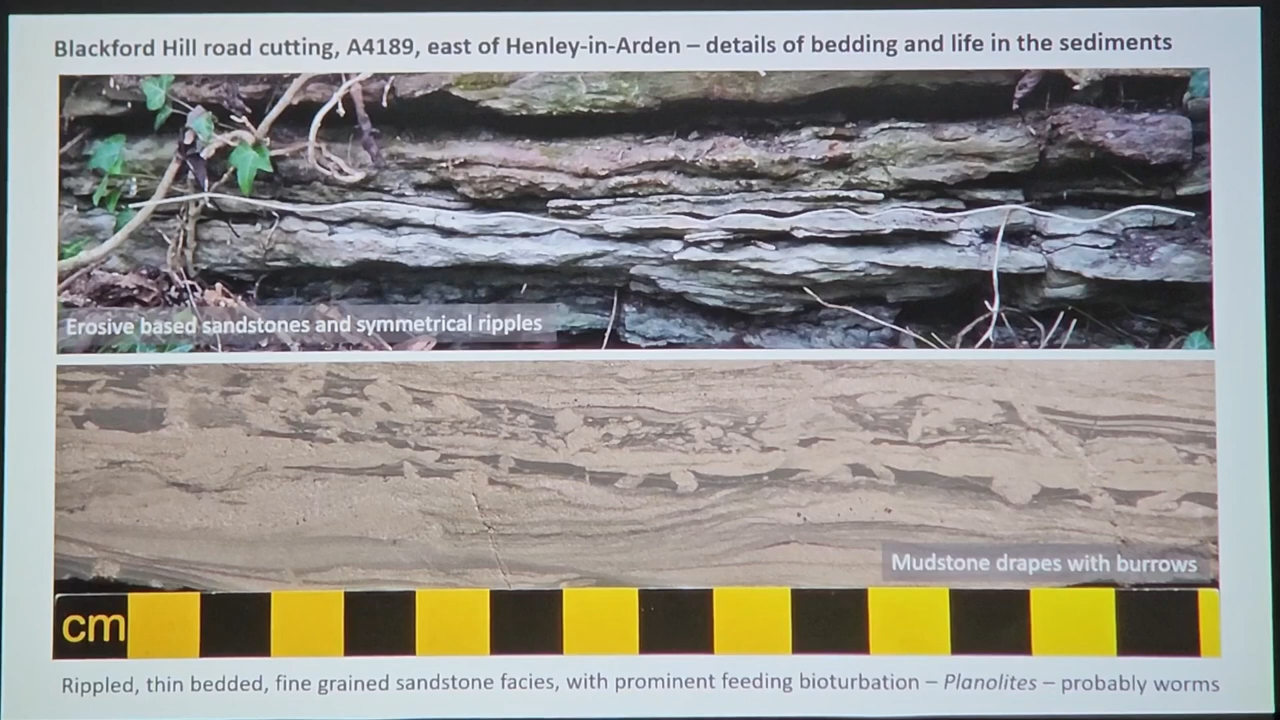 Blackford Hill road cutting, A4189, east of Henley-in-Arden – details of bedding and life in the sediments
Erosive based sandstones and symmetrical ripples
Mudstone drapes with burrows
cm
Rippled, thin bedded, fine grained sandstone facies, with prominent feeding bioturbation – Planolites – probably worms